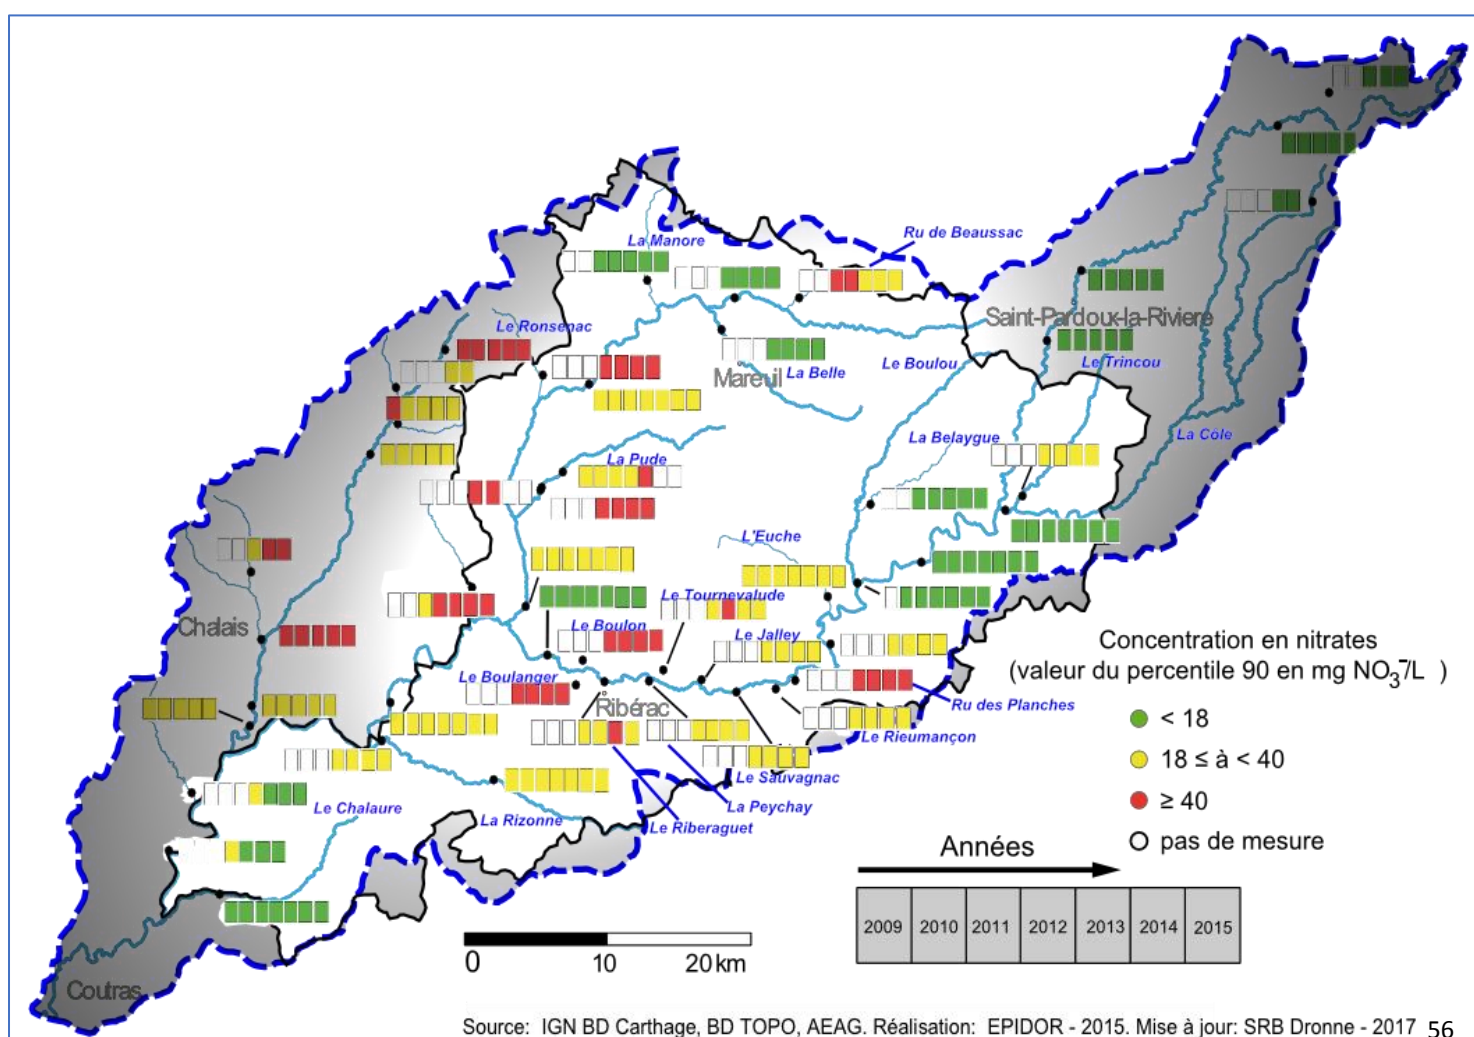 La Manore
Ru de Beaussac
Le Ronsenac
Saint-Pardoux-la-Riviere
Le Boulou
Le Trincou
Mareuil
La Belle
La Belaygue
La Côle
La Pude
L'Euche
Le Tournevalude
Chalais
Le Boulon
Le Jalley
Le Boulanger
Ribérac
Ru des Planches
Le Rieumançon
Le Sauvagnac
La Peychay
Le Riberaguet
Le Chalaure
La Rizonne
Coutras
Concentration en nitrates
(valeur du percentile 90 en mg NO3⁻/L )
< 18
18 ≤ à < 40
≥ 40
pas de mesure
Années
2009 2010 2011 2012 2013 2014 2015
0 10 20 km
Source: IGN BD Carthage, BD TOPO, AEAG. Réalisation: EPIDOR - 2015. Mise à jour: SRB Dronne - 2017 56